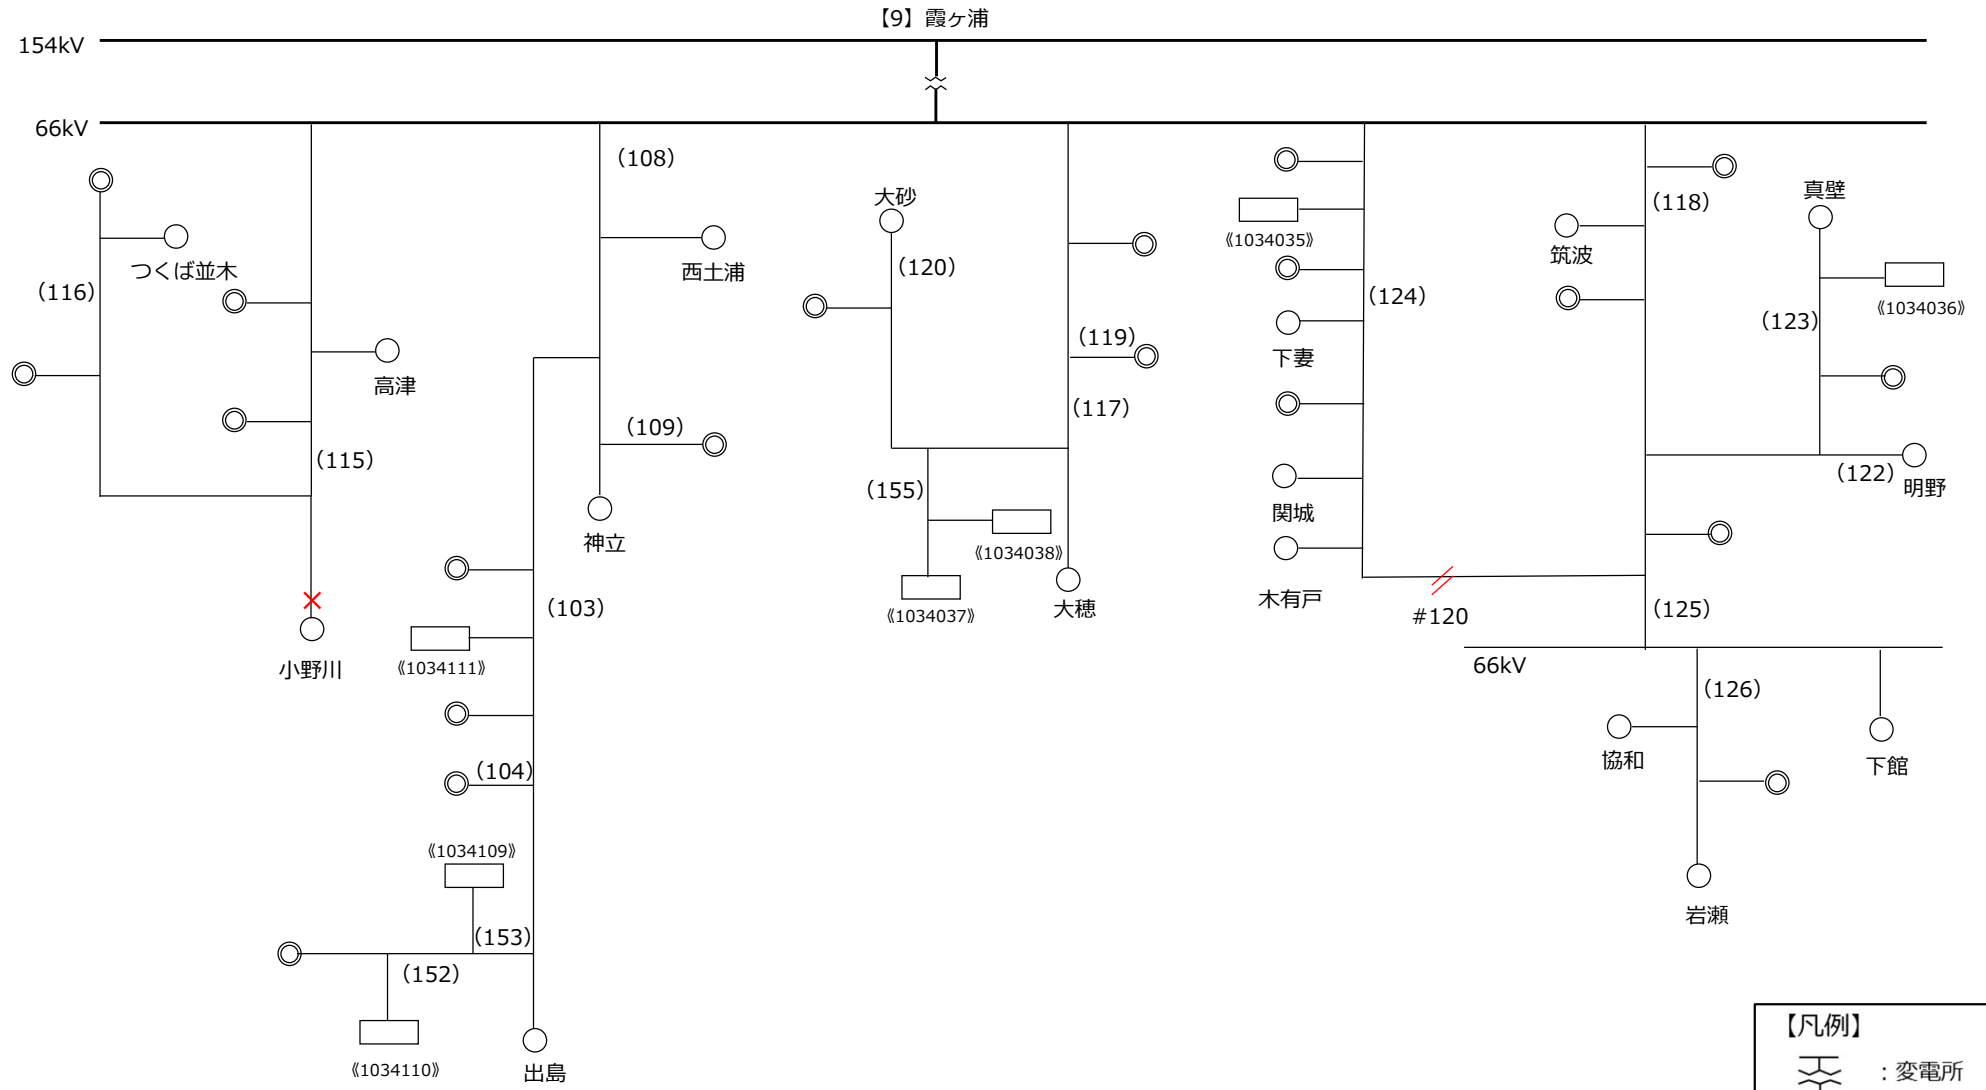 【9】霞ヶ浦
154kV
66kV
(108)
大砂
真壁
《1034035》
(118)
つくば並木
西土浦
(120)
筑波
(116)
(124)
(123)
《1034036》
(119)
下妻
高津
(117)
(109)
(115)
(122)
明野
(155)
関城
神立
《1034038》
木有戸
(103)
《1034037》
大穂
#120
(125)
小野川
《1034111》
66kV
(126)
協和
下館
(104)
《1034109》
岩瀬
(153)
(152)
《1034110》
出島
【凡例】
:変電所